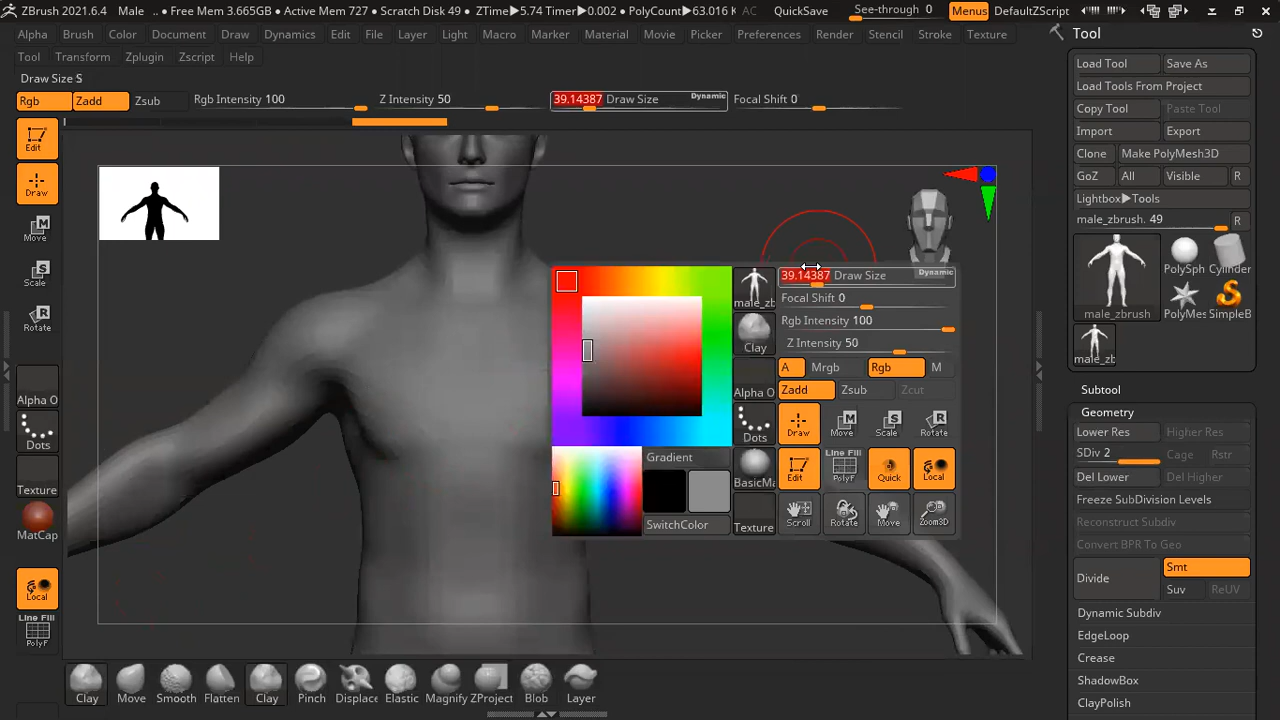 ZBrush 2021.6.4 Male .. • Free Mem 3.665GB • Active Mem 727 • Scratch Disk 49 • ZTime▶5.74 Timer▶0.002 • PolyCount▶63.016 K AC QuickSave See-through 0 Menus DefaultZScript
Alpha Brush Color Document Draw Dynamics Edit File Layer Light Macro Marker Material Movie Picker Preferences Render Stencil Stroke Texture
Tool Transform Zplugin Zscript Help
Draw Size S
Rgb Zadd Zsub Rgb Intensity 100 Z Intensity 50 39.14387 Draw Size Dynamic Focal Shift 0
Edit
Draw
Move
Scale
Rotate
Alpha O
Dots
Texture
MatCap
Local
Line Fill
PolyF
male_zb
Clay
Alpha O
Dots
BasicMa
Texture
Gradient
SwitchColor
39.14387 Draw Size Dynamic
Focal Shift 0
Rgb Intensity 100
Z Intensity 50
A Mrgb Rgb M
Zadd Zsub Zcut
Draw Move Scale Rotate
Line Fill
Edit PolyF Quick Local
Scroll Rotate Move Zoom3D
Clay Move Smooth Flatten Clay Pinch Displace Elastic Magnify ZProject Blob Layer
Tool
Load Tool Save As
Load Tools From Project
Copy Tool Paste Tool
Import Export
Clone Make PolyMesh3D
GoZ All Visible R
Lightbox▶Tools
male_zbrush. 49 R
male_zbrush
PolySph Cylinder
PolyMes SimpleB
male_zb
Subtool
Geometry
Lower Res Higher Res
SDiv 2 Cage Rstr
Del Lower Del Higher
Freeze SubDivision Levels
Reconstruct Subdiv
Convert BPR To Geo
Divide Smt
Suv ReUV
Dynamic Subdiv
EdgeLoop
Crease
ShadowBox
ClayPolish